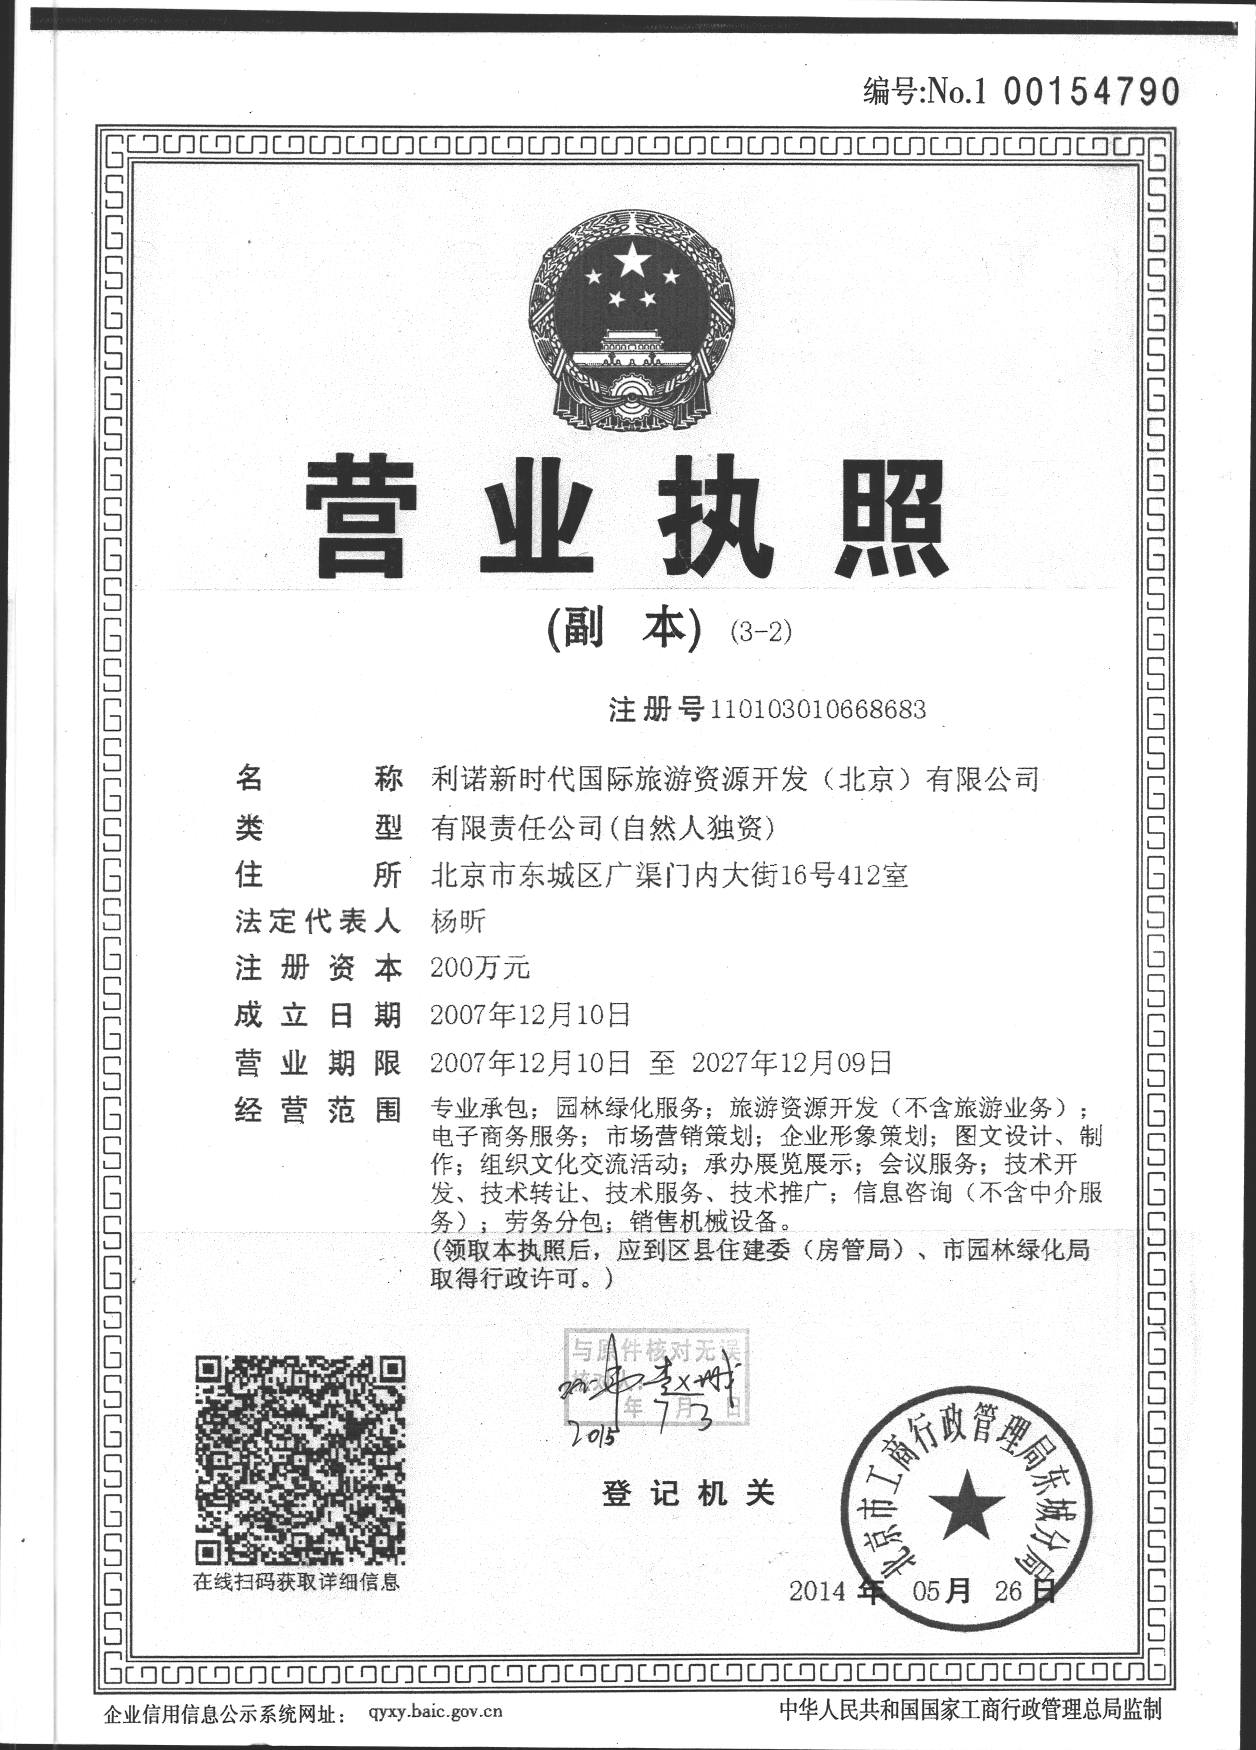 编号:No.1 00154790
营业执照
(副 本) (3-2)
注册号110103010668683
名 称 利诺新时代国际旅游资源开发（北京）有限公司
类 型 有限责任公司(自然人独资)
住 所 北京市东城区广渠门内大街16号412室
法定代表人 杨昕
注册资本 200万元
成立日期 2007年12月10日
营业期限 2007年12月10日 至 2027年12月09日
经营范围 专业承包；园林绿化服务；旅游资源开发（不含旅游业务）；
电子商务服务；市场营销策划；企业形象策划；图文设计、制
作；组织文化交流活动；承办展览展示；会议服务；技术开
发、技术转让、技术服务、技术推广；信息咨询（不含中介服
务）；劳务分包；销售机械设备。
(领取本执照后，应到区县住建委（房管局）、市园林绿化局
取得行政许可。)
与原件核对无误
年 7 月 3 日
2015
登记机关
北京市工商行政管理局东城分局
2014 年 05 月 26 日
在线扫码获取详细信息
企业信用信息公示系统网址： qyxy.baic.gov.cn
中华人民共和国国家工商行政管理总局监制